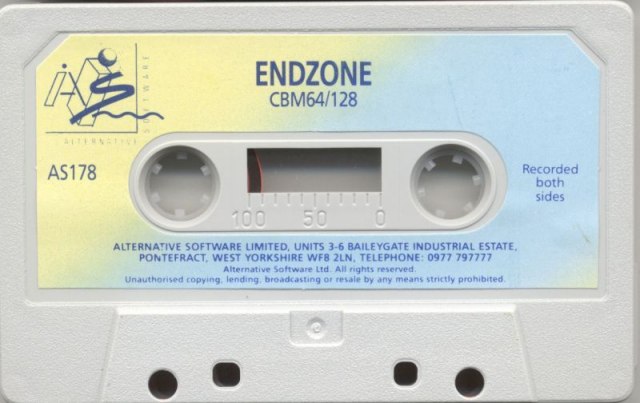 ENDZONE
CBM64/128
ALTERNATIVE
SOFTWARE
AS178
Recorded
both
sides
100 50 0
ALTERNATIVE SOFTWARE LIMITED, UNITS 3-6 BAILEYGATE INDUSTRIAL ESTATE,
PONTEFRACT, WEST YORKSHIRE WF8 2LN, TELEPHONE: 0977 797777
Alternative Software Ltd. All rights reserved.
Unauthorised copying, lending, broadcasting or resale by any means strictly prohibited.